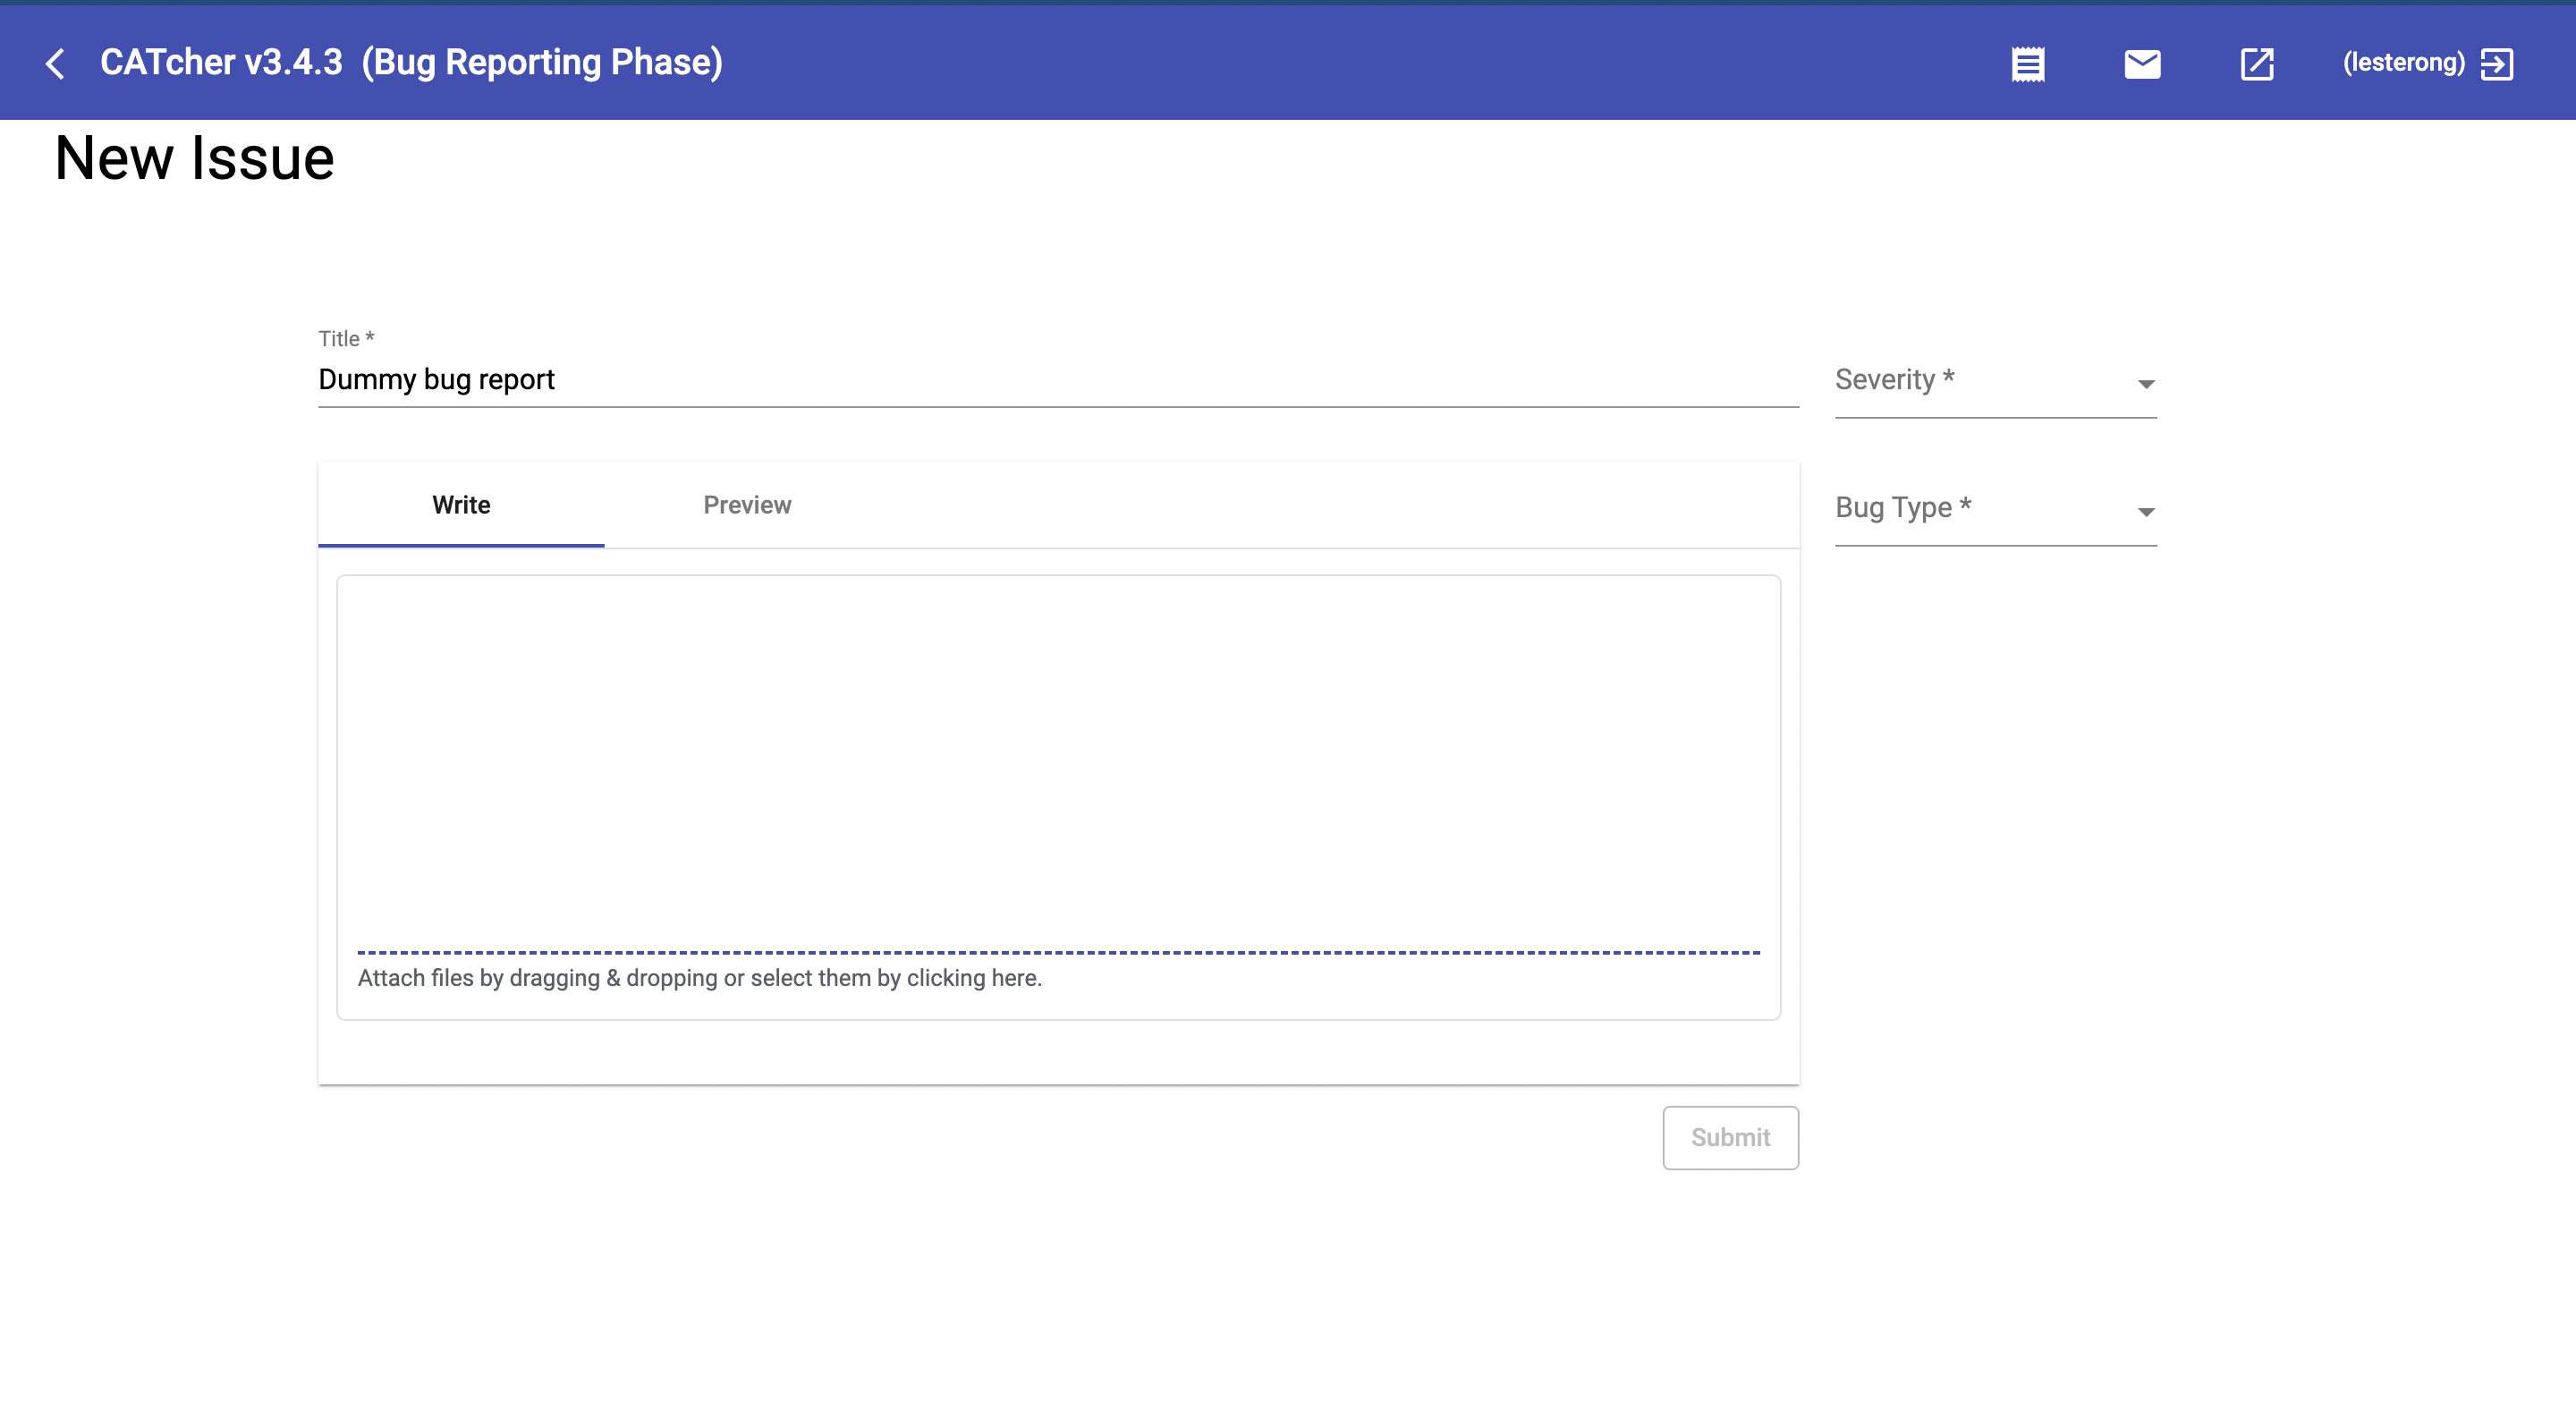 CATcher v3.4.3 (Bug Reporting Phase)
(lesterong)
New Issue
Title *
Dummy bug report
Severity *
Write
Preview
Bug Type *
Attach files by dragging & dropping or select them by clicking here.
Submit